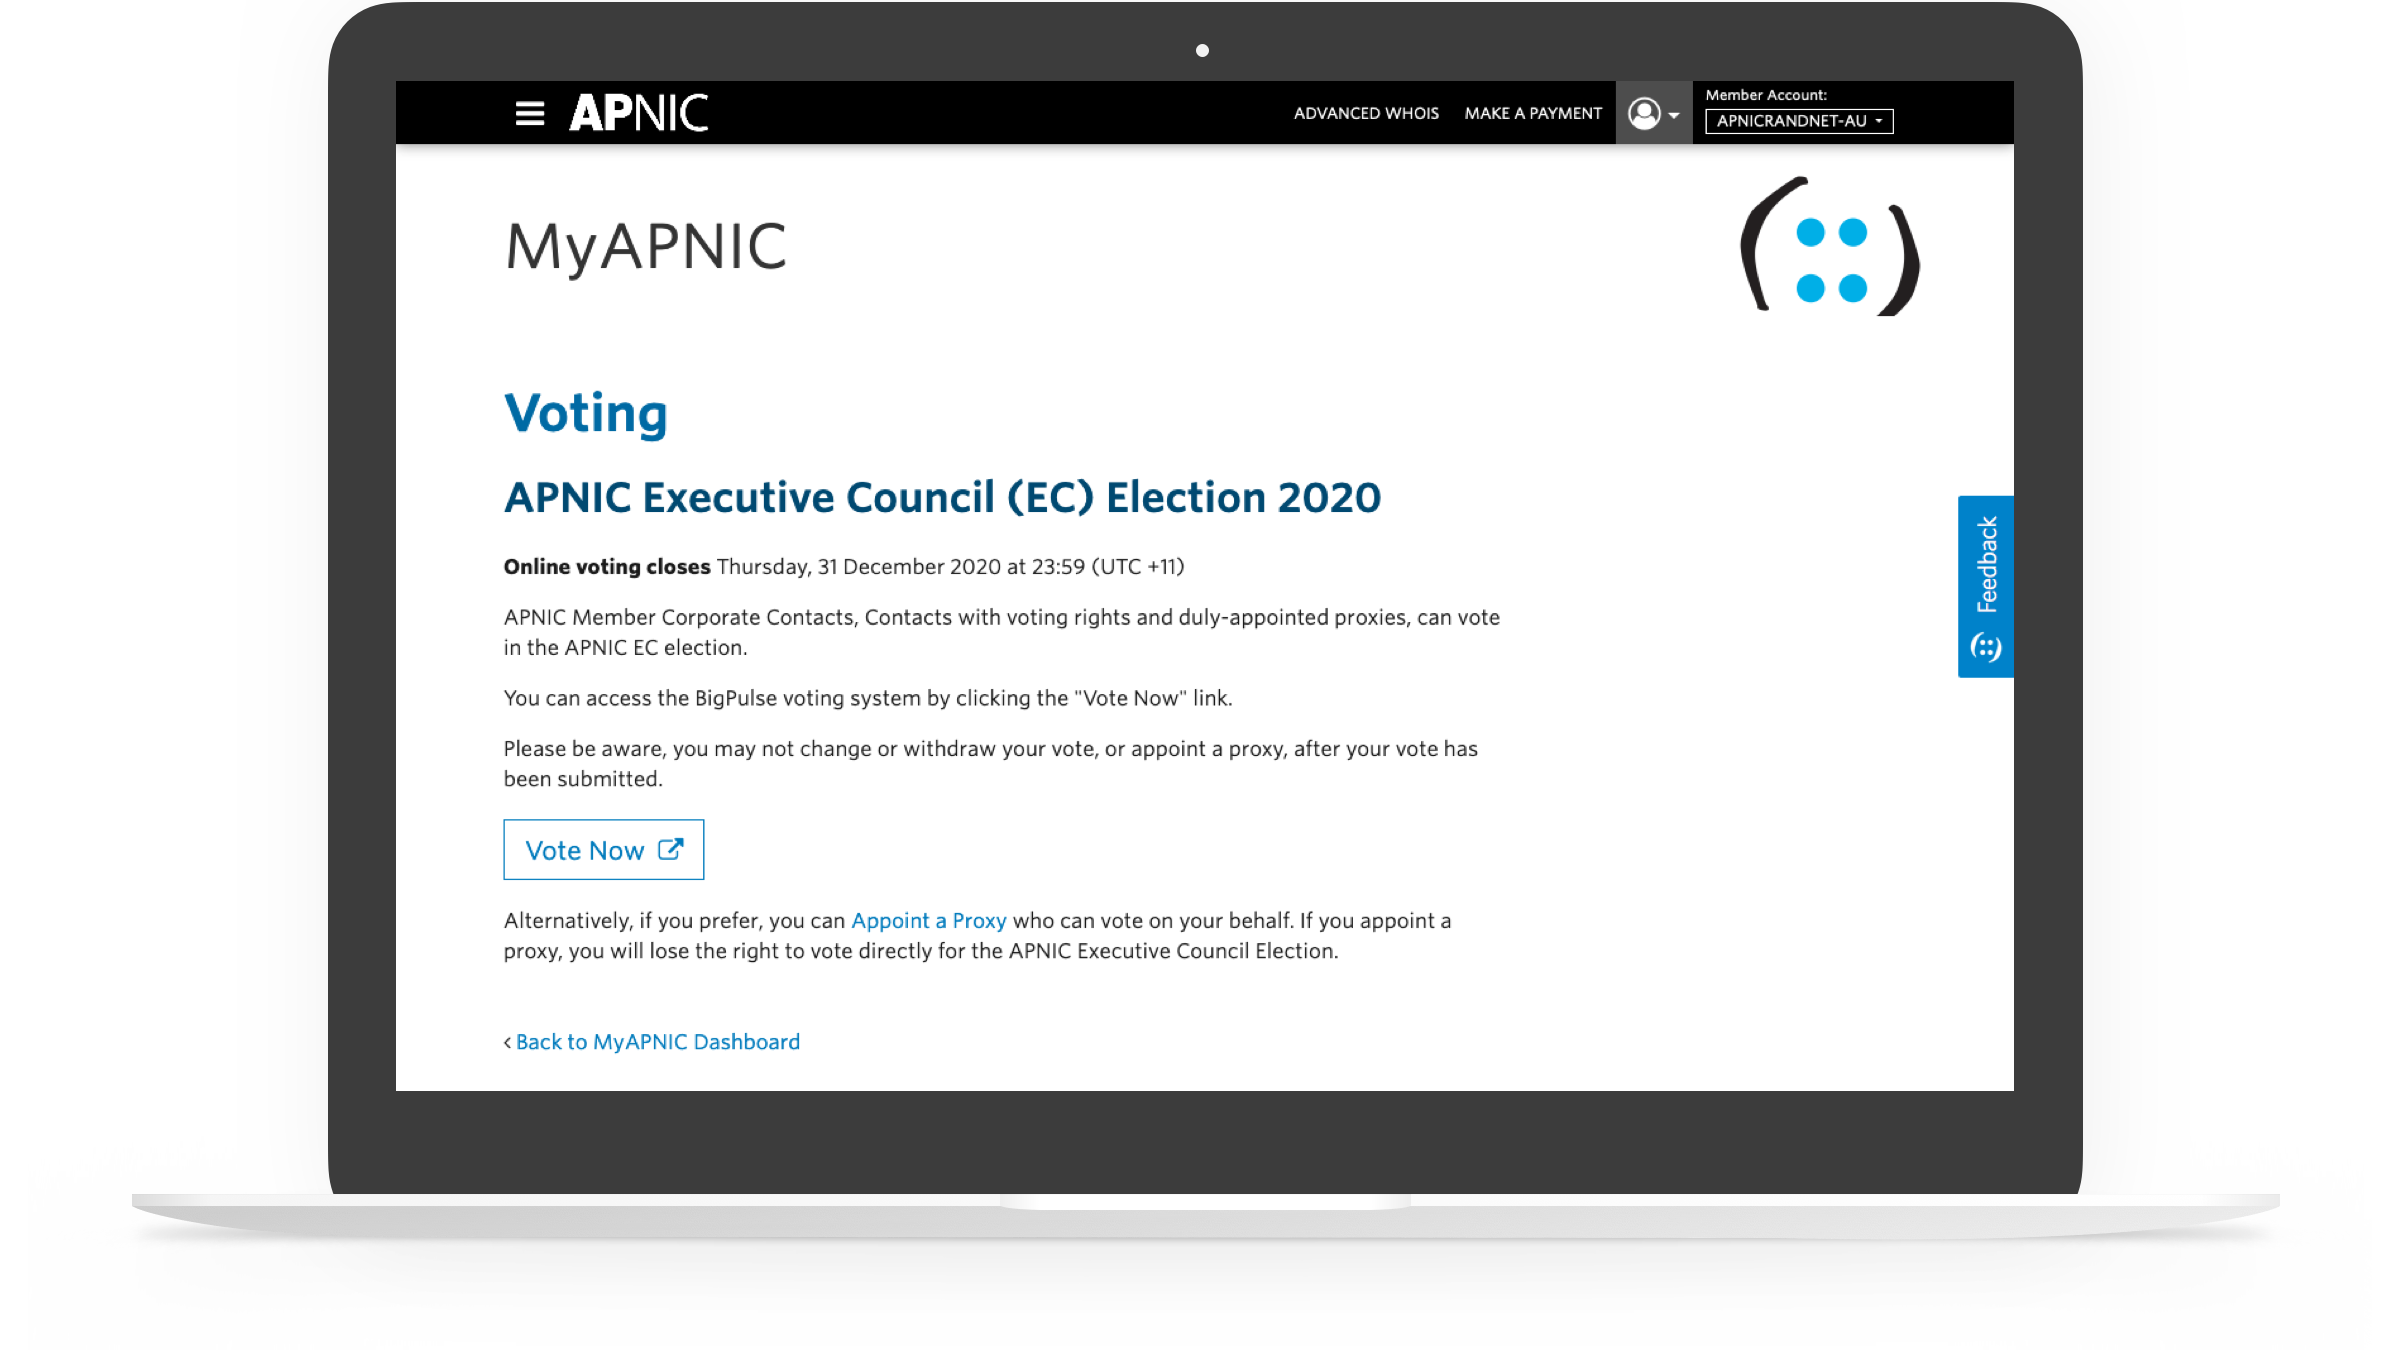 APNIC
ADVANCED WHOIS
MAKE A PAYMENT
Member Account:
APNICRANDNET-AU
MyAPNIC
Voting
APNIC Executive Council (EC) Election 2020
Online voting closes Thursday, 31 December 2020 at 23:59 (UTC +11)
APNIC Member Corporate Contacts, Contacts with voting rights and duly-appointed proxies, can vote
in the APNIC EC election.
You can access the BigPulse voting system by clicking the "Vote Now" link.
Please be aware, you may not change or withdraw your vote, or appoint a proxy, after your vote has
been submitted.
Vote Now
Alternatively, if you prefer, you can Appoint a Proxy who can vote on your behalf. If you appoint a
proxy, you will lose the right to vote directly for the APNIC Executive Council Election.
< Back to MyAPNIC Dashboard
Feedback